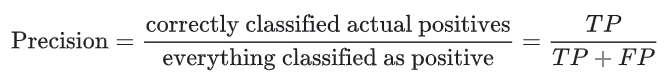 Precision = correctly classified actual positives / everything classified as positive = TP / TP + FP